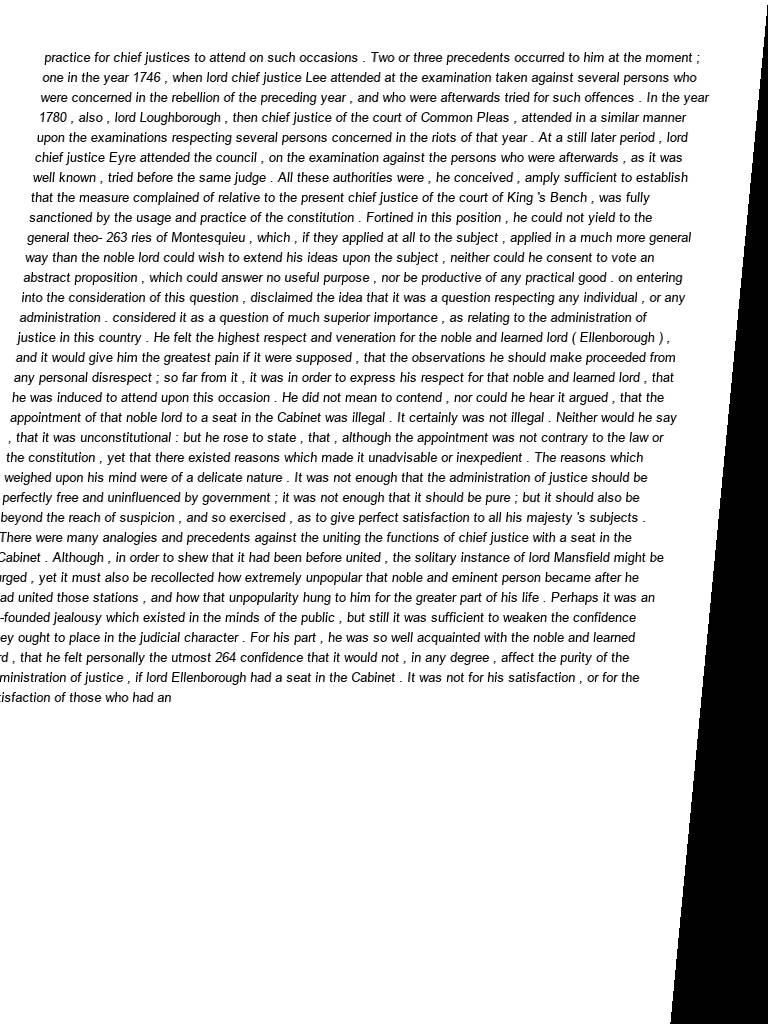 practice for chief justices to attend on such occasions . Two or three precedents occurred to him at the moment ;
one in the year 1746 , when lord chief justice Lee attended at the examination taken against several persons who
were concerned in the rebellion of the preceding year , and who were afterwards tried for such offences . In the year
1780 , also , lord Loughborough , then chief justice of the court of Common Pleas , attended in a similar manner
upon the examinations respecting several persons concerned in the riots of that year . At a still later period , lord
chief justice Eyre attended the council , on the examination against the persons who were afterwards , as it was
well known , tried before the same judge . All these authorities were , he conceived , amply sufficient to establish
that the measure complained of relative to the present chief justice of the court of King 's Bench , was fully
sanctioned by the usage and practice of the constitution . Fortined in this position , he could not yield to the
general theo- 263 ries of Montesquieu , which , if they applied at all to the subject , applied in a much more general
way than the noble lord could wish to extend his ideas upon the subject , neither could he consent to vote an
abstract proposition , which could answer no useful purpose , nor be productive of any practical good . on entering
into the consideration of this question , disclaimed the idea that it was a question respecting any individual , or any
administration . considered it as a question of much superior importance , as relating to the administration of
justice in this country . He felt the highest respect and veneration for the noble and learned lord ( Ellenborough ) ,
and it would give him the greatest pain if it were supposed , that the observations he should make proceeded from
any personal disrespect ; so far from it , it was in order to express his respect for that noble and learned lord , that
he was induced to attend upon this occasion . He did not mean to contend , nor could he hear it argued , that the
appointment of that noble lord to a seat in the Cabinet was illegal . It certainly was not illegal . Neither would he say
, that it was unconstitutional : but he rose to state , that , although the appointment was not contrary to the law or
the constitution , yet that there existed reasons which made it unadvisable or inexpedient . The reasons which
weighed upon his mind were of a delicate nature . It was not enough that the administration of justice should be
perfectly free and uninfluenced by government ; it was not enough that it should be pure ; but it should also be
beyond the reach of suspicion , and so exercised , as to give perfect satisfaction to all his majesty 's subjects .
There were many analogies and precedents against the uniting the functions of chief justice with a seat in the
Cabinet . Although , in order to shew that it had been before united , the solitary instance of lord Mansfield might be
urged , yet it must also be recollected how extremely unpopular that noble and eminent person became after he
ad united those stations , and how that unpopularity hung to him for the greater part of his life . Perhaps it was an
-founded jealousy which existed in the minds of the public , but still it was sufficient to weaken the confidence
ey ought to place in the judicial character . For his part , he was so well acquainted with the noble and learned
rd , that he felt personally the utmost 264 confidence that it would not , in any degree , affect the purity of the
ministration of justice , if lord Ellenborough had a seat in the Cabinet . It was not for his satisfaction , or for the
isfaction of those who had an